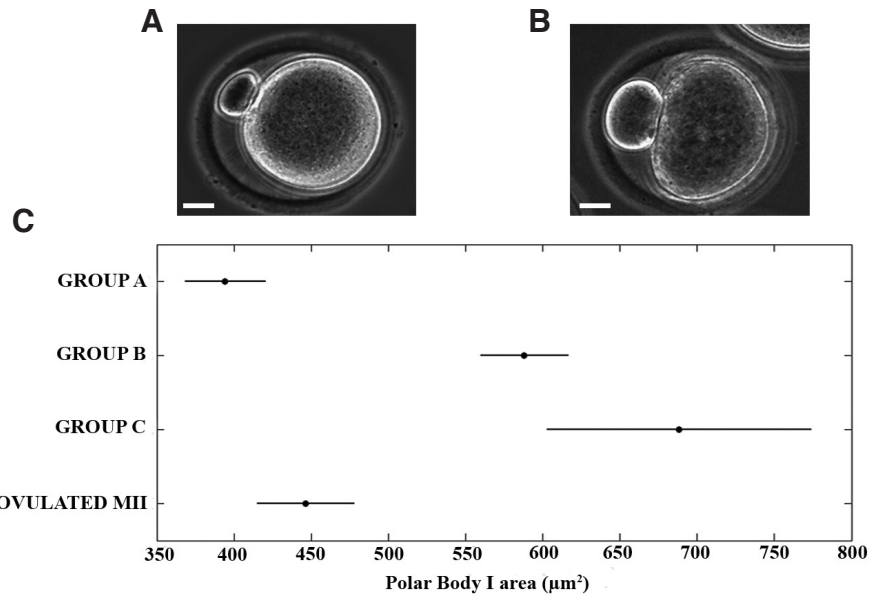 A
B
C
GROUP A
GROUP B
GROUP C
OVULATED MII
350 400 450 500 550 600 650 700 750 800
Polar Body I area (µm²)